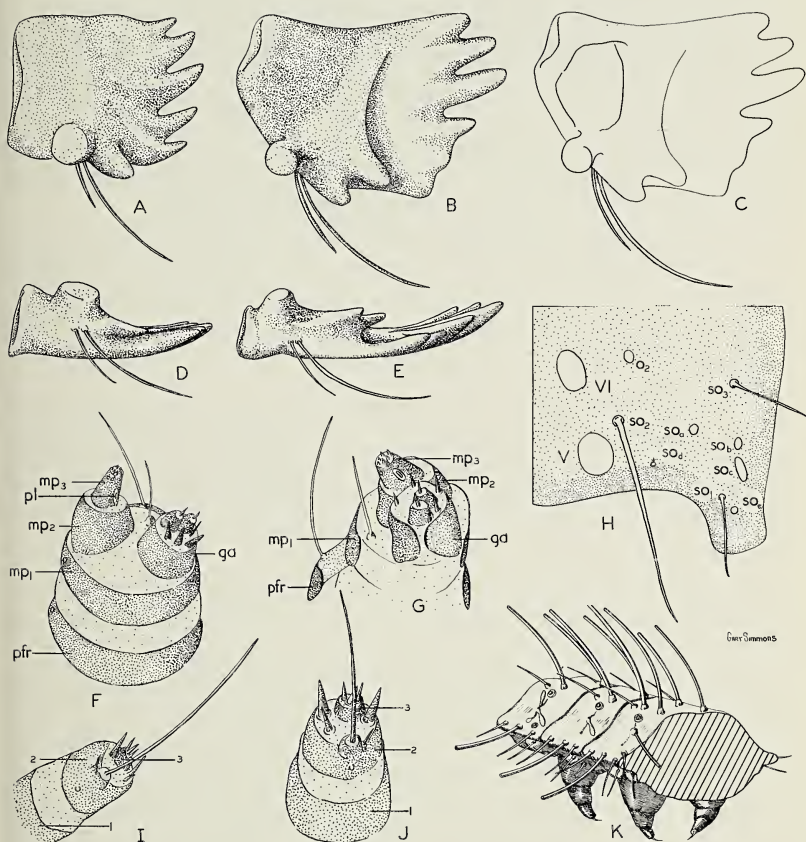 A
B
C
D
E
VI
O2
SO3
SO2
SOa
SOb
V
SOd
SOc
SO1
SOe
H
mp3
pl
mp2
ga
mp1
pfr
F
mp3
mp2
mp1
ga
pfr
G
GARY SIMMONS
2
3
1
I
3
2
1
J
K